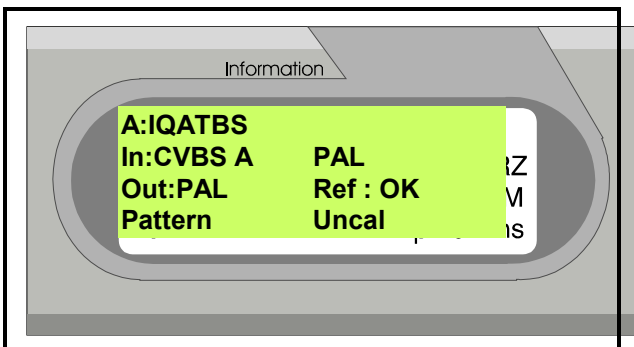 Information
A:IQATBS
In:CVBS A PAL
Out:PAL Ref : OK
Pattern Uncal